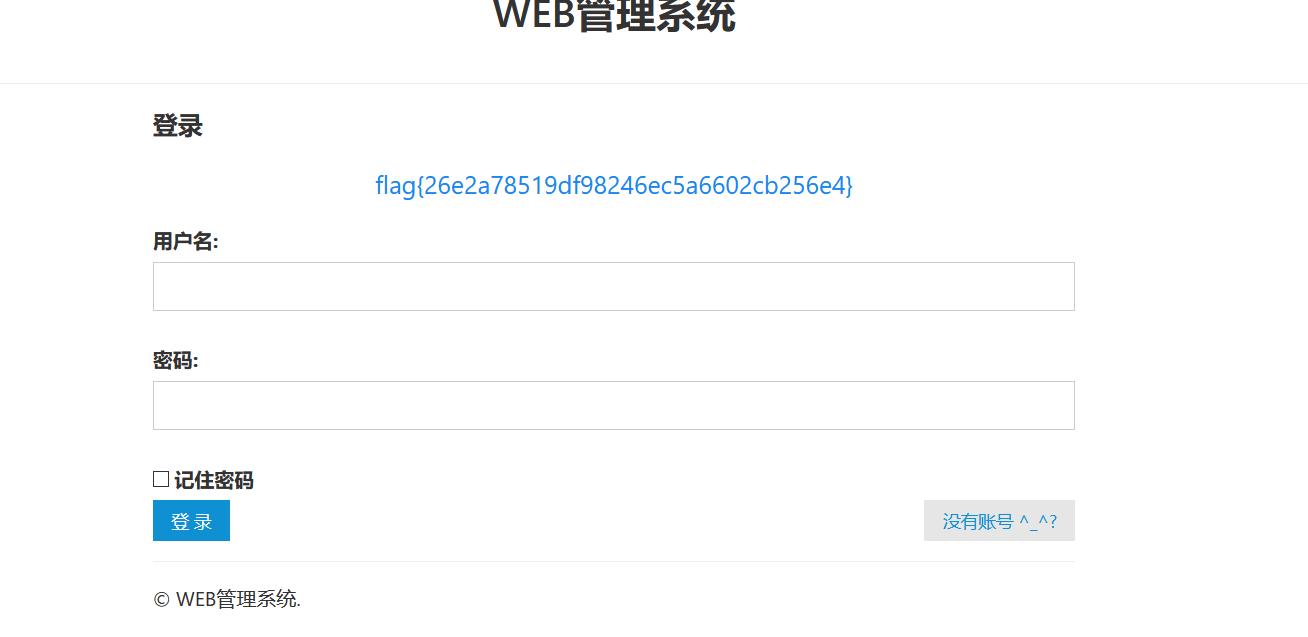 WEB管理系统
登录
flag{26e2a78519df98246ec5a6602cb256e4}
用户名:
密码:
记住密码
登 录
没有账号 ^_^?
© WEB管理系统.